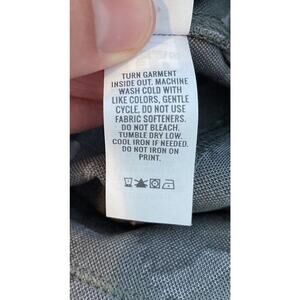 TURN GARMENT
INSIDE OUT. MACHINE
WASH COLD WITH
LIKE COLORS, GENTLE
CYCLE. DO NOT USE
FABRIC SOFTENERS.
DO NOT BLEACH.
TUMBLE DRY LOW.
COOL IRON IF NEEDED.
DO NOT IRON ON
PRINT.